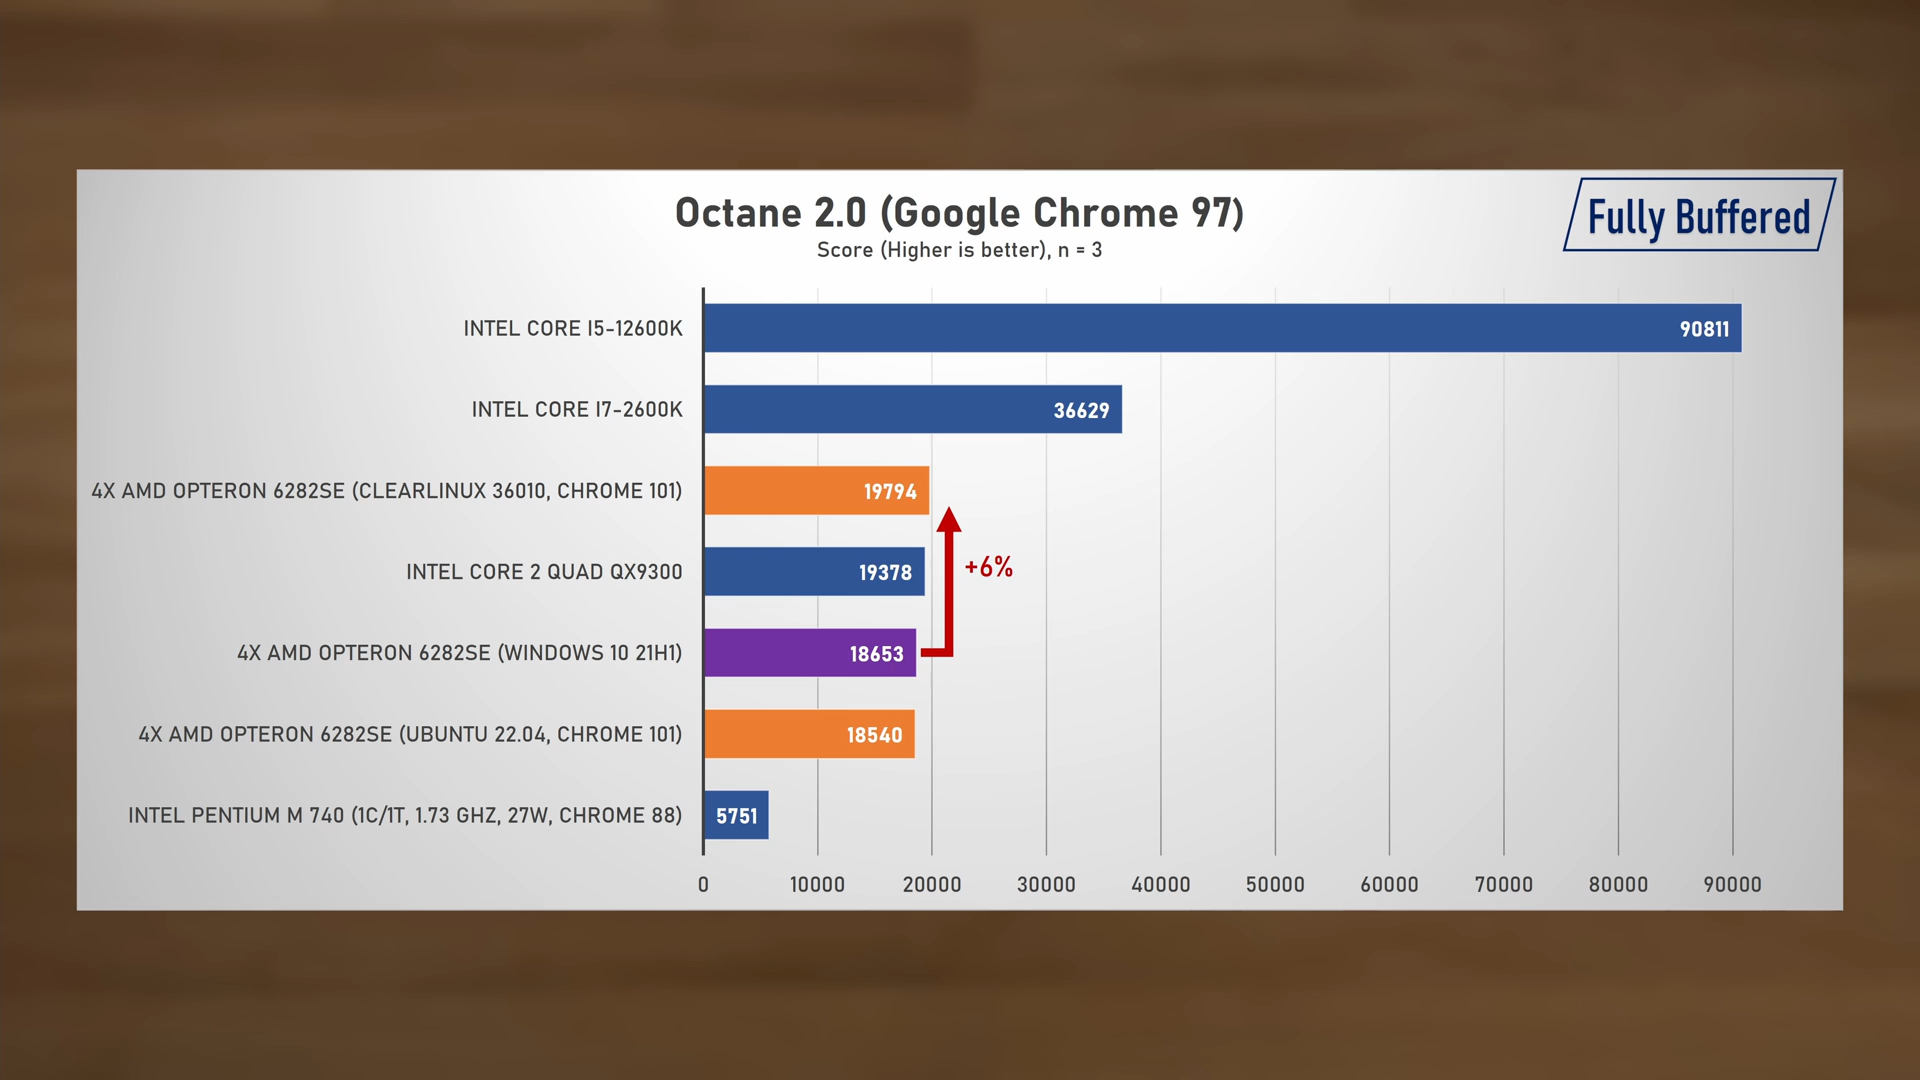 Octane 2.0 (Google Chrome 97)
Score (Higher is better), n = 3
Fully Buffered
INTEL CORE I5-12600K
90811
INTEL CORE I7-2600K
36629
4X AMD OPTERON 6282SE (CLEARLINUX 36010, CHROME 101)
19794
INTEL CORE 2 QUAD QX9300
19378
+6%
4X AMD OPTERON 6282SE (WINDOWS 10 21H1)
18653
4X AMD OPTERON 6282SE (UBUNTU 22.04, CHROME 101)
18540
INTEL PENTIUM M 740 (1C/1T, 1.73 GHZ, 27W, CHROME 88)
5751
0 10000 20000 30000 40000 50000 60000 70000 80000 90000